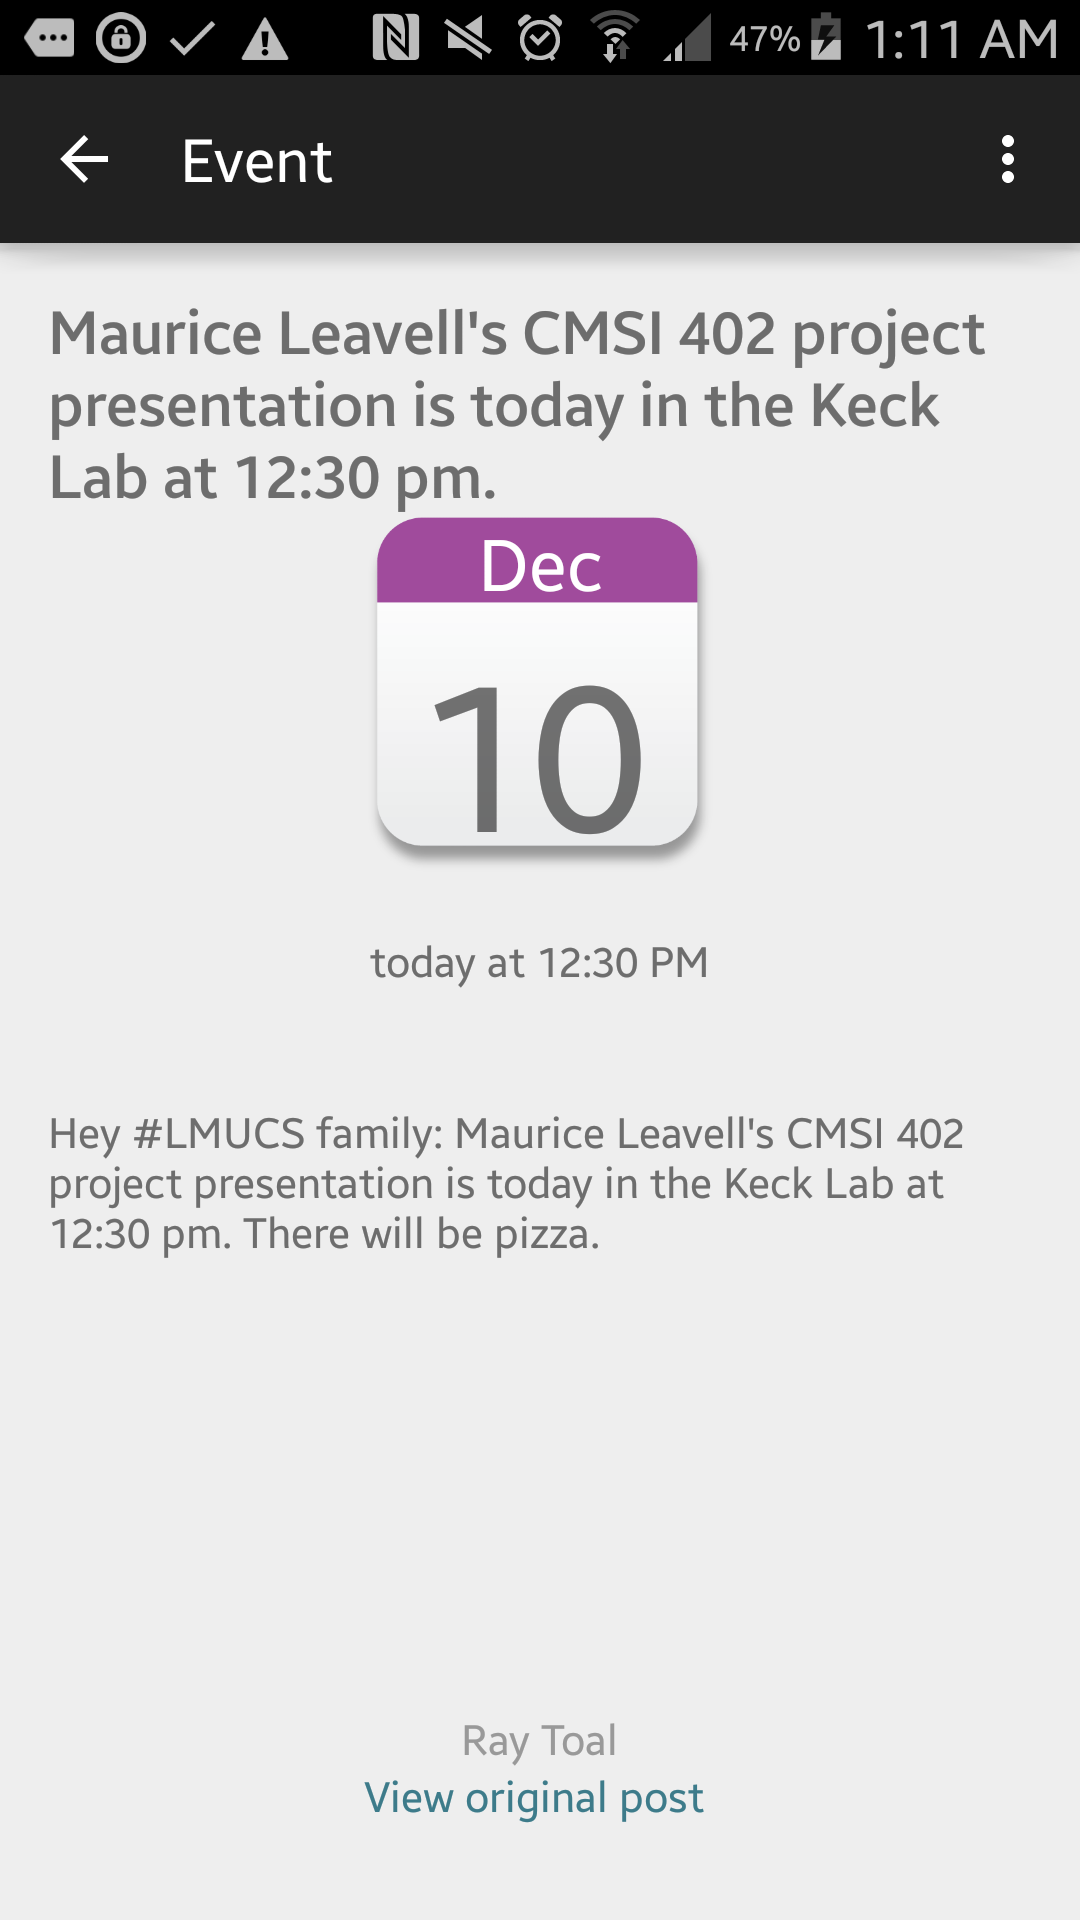 47% 1:11 AM
Event
Maurice Leavell's CMSI 402 project
presentation is today in the Keck
Lab at 12:30 pm.
Dec
10
today at 12:30 PM
Hey #LMUCS family: Maurice Leavell's CMSI 402
project presentation is today in the Keck Lab at
12:30 pm. There will be pizza.
Ray Toal
View original post